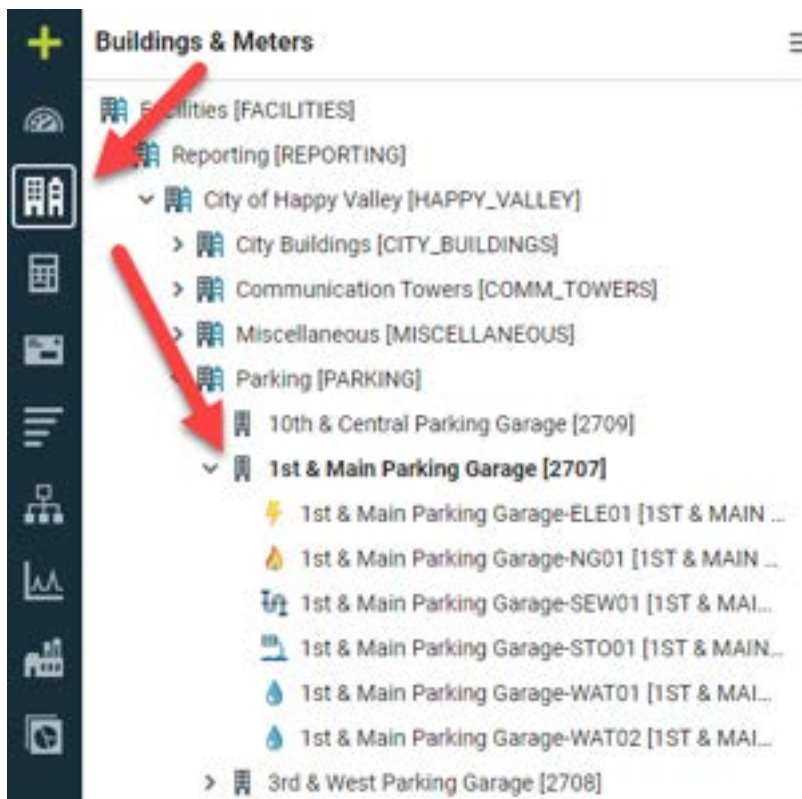 Buildings & Meters
Facilities [FACILITIES]
Reporting [REPORTING]
City of Happy Valley [HAPPY_VALLEY]
City Buildings [CITY_BUILDINGS]
Communication Towers [COMM_TOWERS]
Miscellaneous [MISCELLANEOUS]
Parking [PARKING]
10th & Central Parking Garage [2709]
1st & Main Parking Garage [2707]
1st & Main Parking Garage-ELE01 [1ST & MAIN ...
1st & Main Parking Garage-NG01 [1ST & MAIN ...
1st & Main Parking Garage-SEW01 [1ST & MAI...
1st & Main Parking Garage-STO01 [1ST & MAIN...
1st & Main Parking Garage-WAT01 [1ST & MAI...
1st & Main Parking Garage-WAT02 [1ST & MAI...
3rd & West Parking Garage [2708]